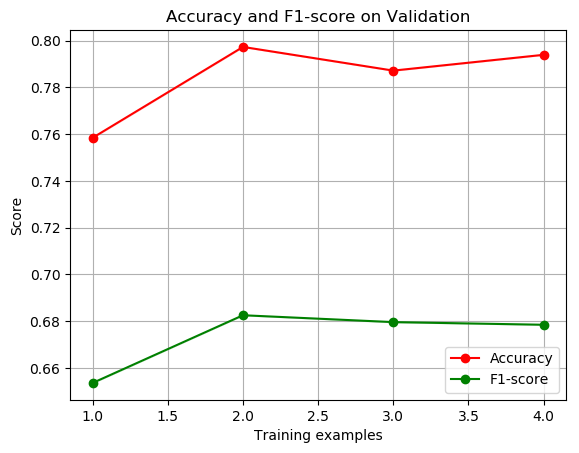 Accuracy and F1-score on Validation
0.80
0.78
0.76
0.74
0.72
0.70
0.68
0.66
Score
1.0 1.5 2.0 2.5 3.0 3.5 4.0
Training examples
Accuracy
F1-score